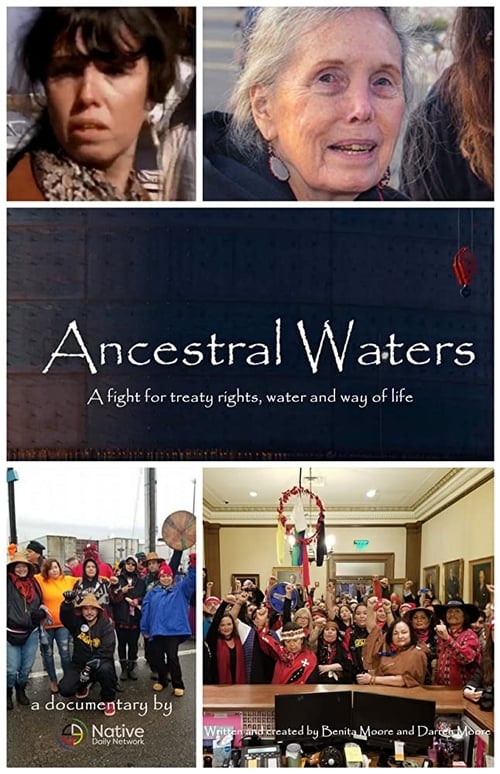 Ancestral Waters
A fight for treaty rights, water and way of life
a documentary by
Native
Daily Network
Written and created by Benita Moore and Darren Moore